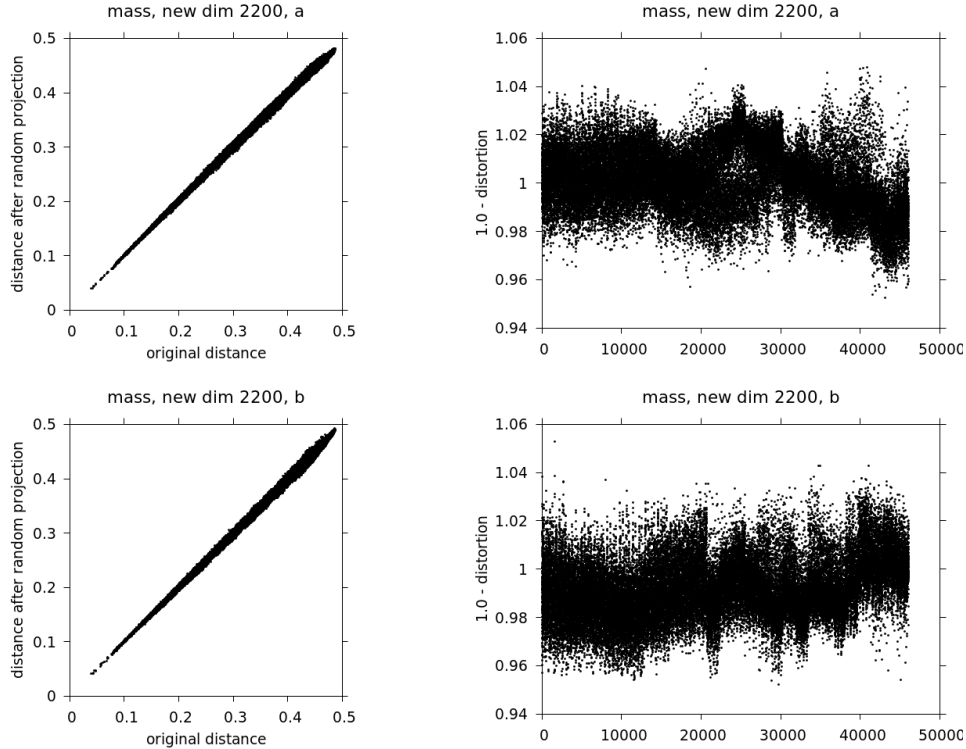 mass, new dim 2200, a
0.5
0.4
0.3
0.2
0.1
0
distance after random projection
0 0.1 0.2 0.3 0.4 0.5
original distance
mass, new dim 2200, a
1.06
1.04
1.02
1
0.98
0.96
0.94
1.0 - distortion
0 10000 20000 30000 40000 50000
mass, new dim 2200, b
0.5
0.4
0.3
0.2
0.1
0
distance after random projection
0 0.1 0.2 0.3 0.4 0.5
original distance
mass, new dim 2200, b
1.06
1.04
1.02
1
0.98
0.96
0.94
1.0 - distortion
0 10000 20000 30000 40000 50000